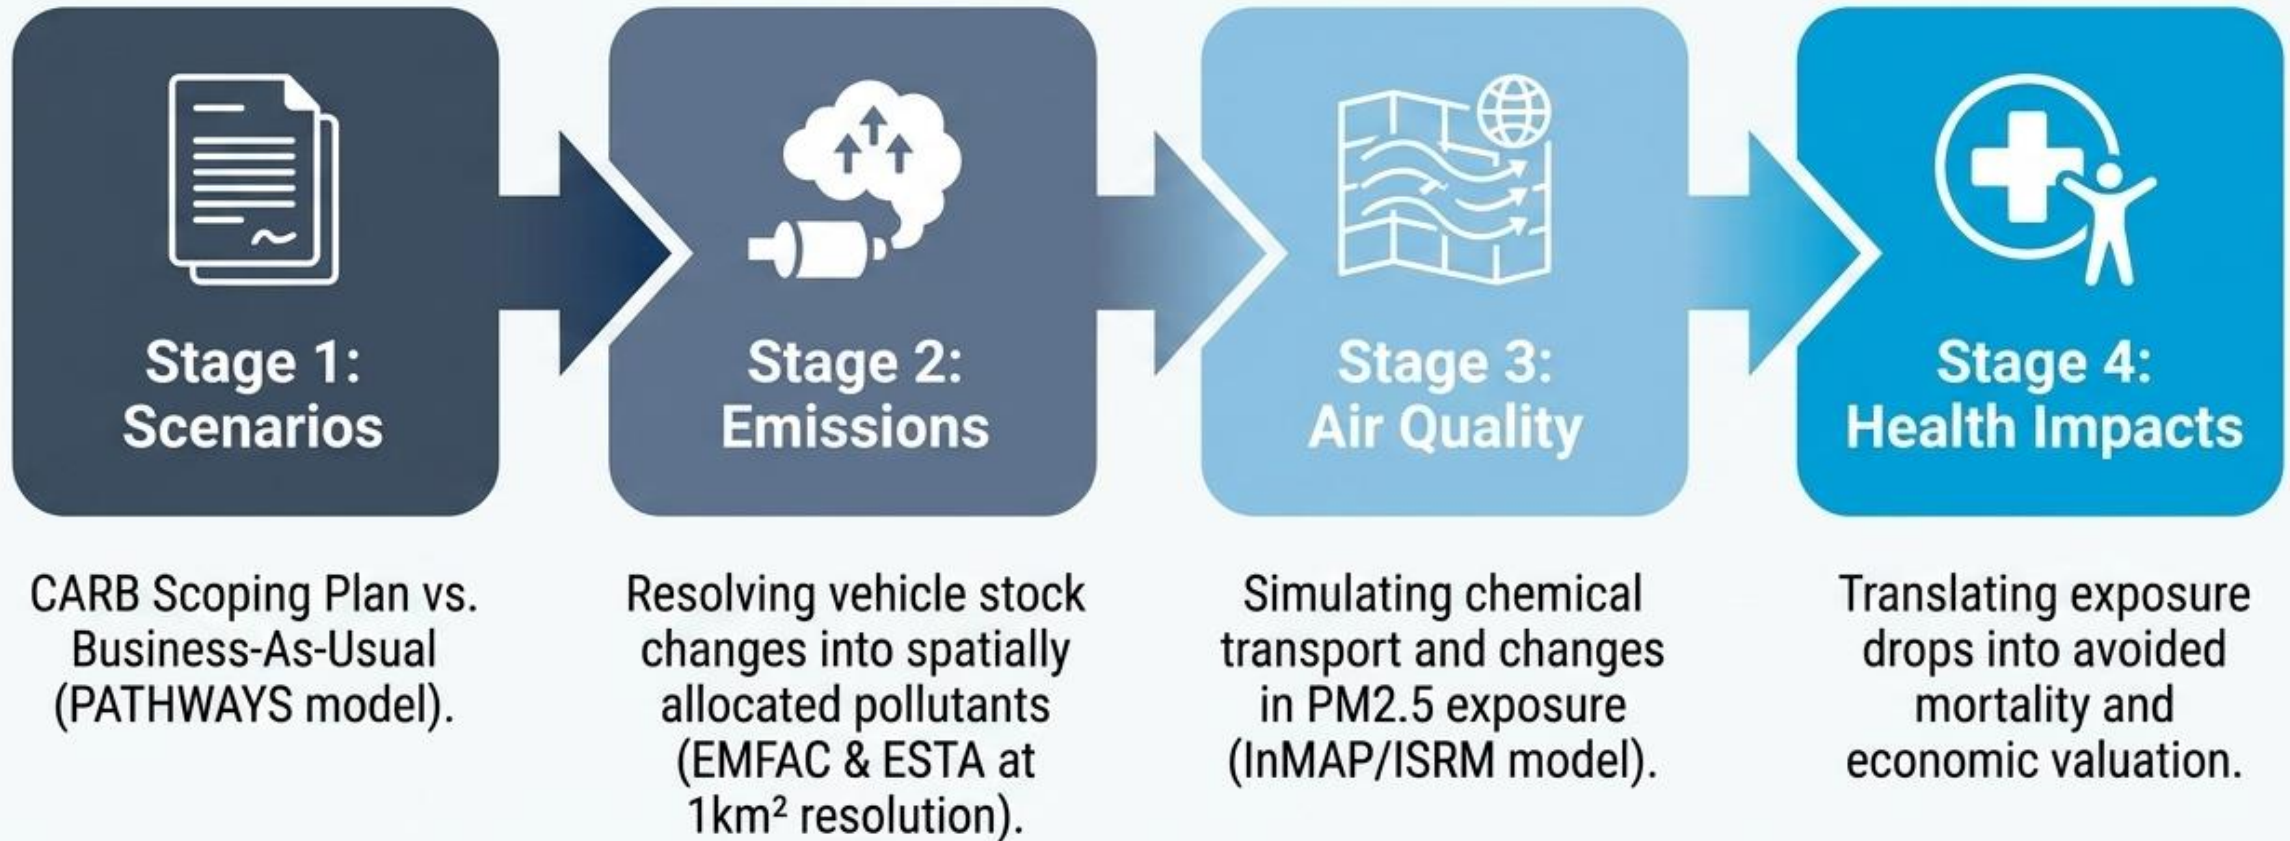 Stage 1:
Scenarios
CARB Scoping Plan vs.
Business-As-Usual
(PATHWAYS model).
Stage 2:
Emissions
Resolving vehicle stock
changes into spatially
allocated pollutants
(EMFAC & ESTA at
1km² resolution).
Stage 3:
Air Quality
Simulating chemical
transport and changes
in PM2.5 exposure
(InMAP/ISRM model).
Stage 4:
Health Impacts
Translating exposure
drops into avoided
mortality and
economic valuation.